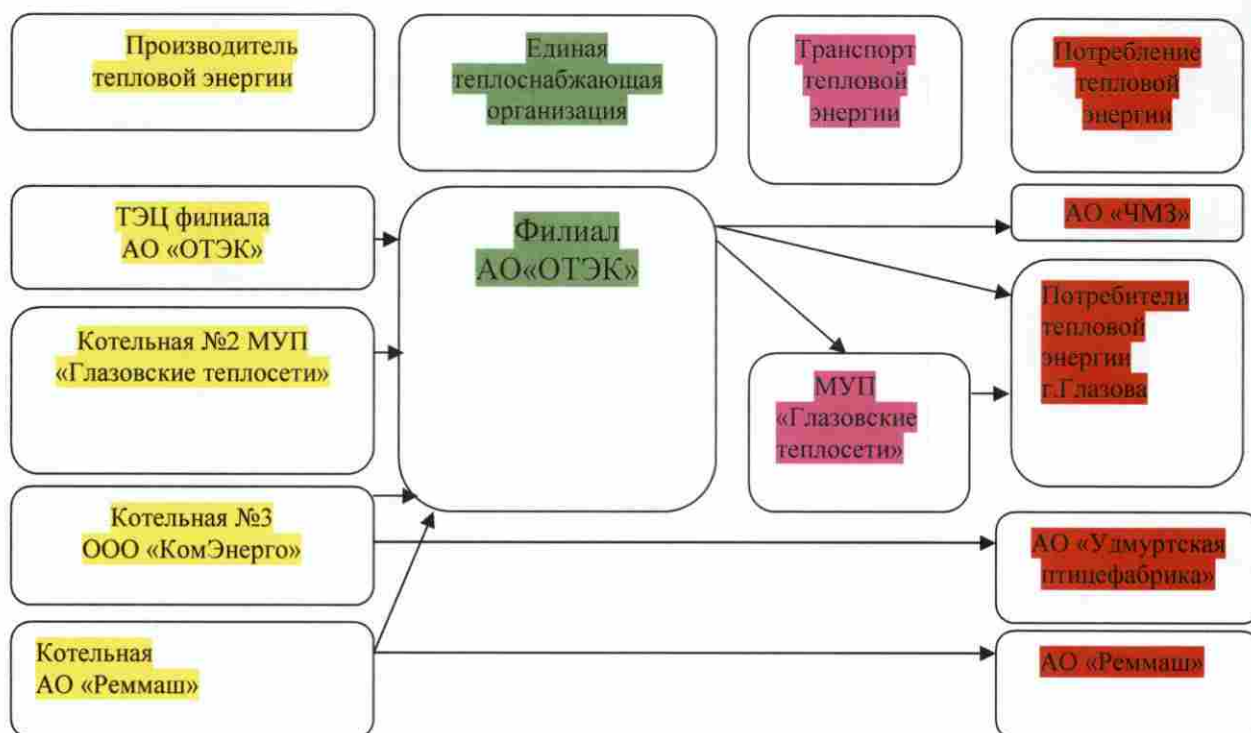 Производитель
тепловой энергии
Единая
теплоснабжающая
организация
Транспорт
тепловой
энергии
Потребление
тепловой
энергии
ТЭЦ филиала
АО «ОТЭК»
Филиал
АО«ОТЭК»
АО «ЧМЗ»
Котельная №2 МУП
«Глазовские теплосети»
Потребители
тепловой
энергии
г.Глазова
МУП
«Глазовские
теплосети»
Котельная №3
ООО «КомЭнерго»
АО «Удмуртская
птицефабрика»
Котельная
АО «Реммаш»
АО «Реммаш»